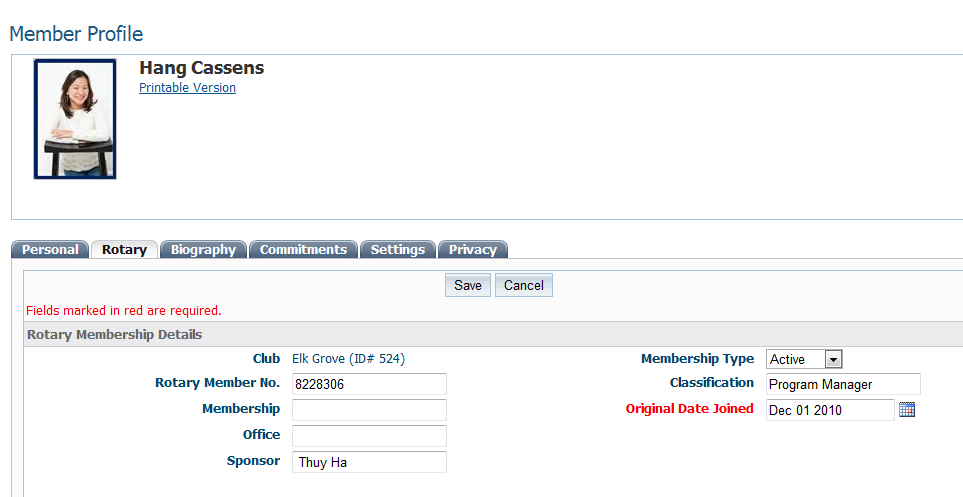 Member Profile
Hang Cassens
Printable Version
Personal Rotary Biography Commitments Settings Privacy
Save Cancel
Fields marked in red are required.
Rotary Membership Details
Club Elk Grove (ID# 524) Membership Type Active
Rotary Member No. 8228306 Classification Program Manager
Membership Original Date Joined Dec 01 2010
Office
Sponsor Thuy Ha